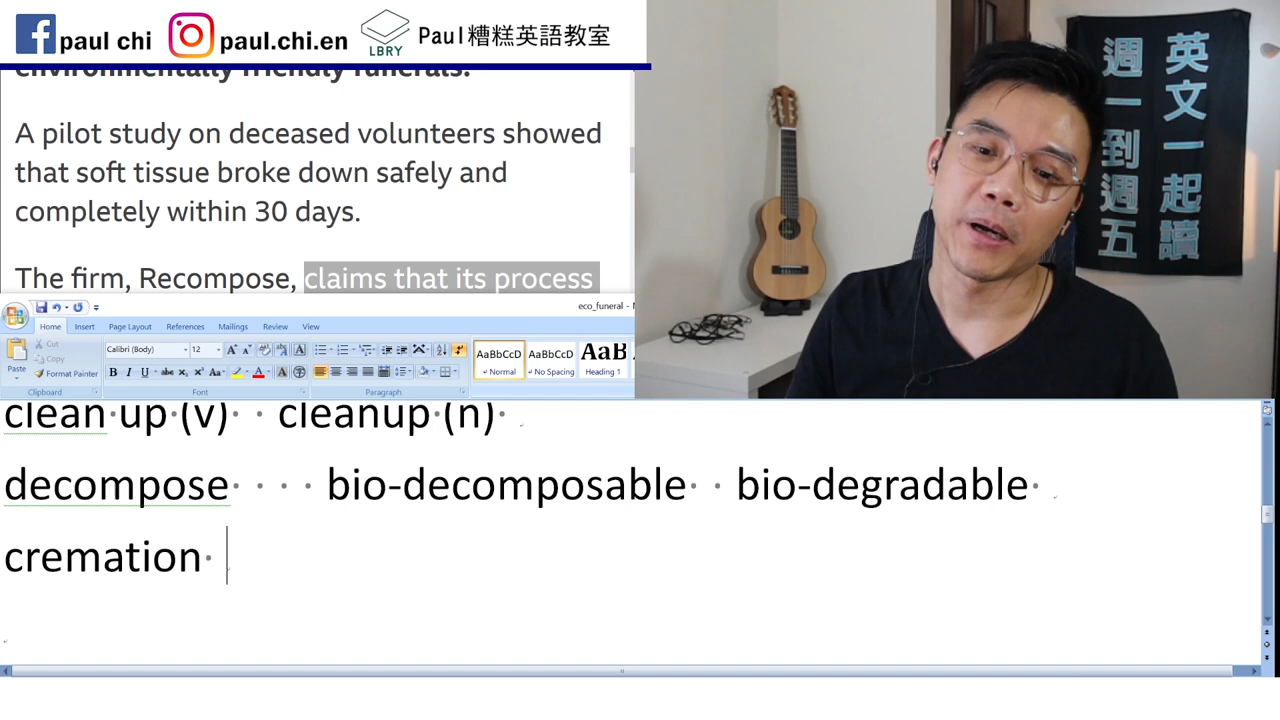 paul chi
paul.chi.en
LBRY
Paul糟糕英語教室
environmentally friendly funerals.
A pilot study on deceased volunteers showed
that soft tissue broke down safely and
completely within 30 days.
The firm, Recompose, claims that its process
英文一起讀
週一到週五
eco_funeral -
Home Insert Page Layout References Mailings Review View
Cut
Copy
Format Painter
Paste
Calibri (Body) 12
B I U abc
AaBbCcD AaBbCcD AaB
Normal No Spacing Heading 1
Clipboard Font Paragraph
clean up (v) cleanup (n)
decompose bio-decomposable bio-degradable
cremation